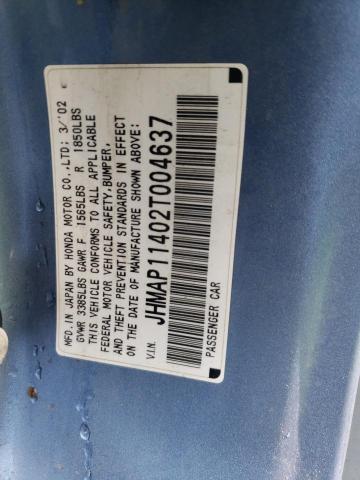 MFD.IN JAPAN BY HONDA MOTOR CO.,LTD; 3/'02
GVWR 3385LBS GAWR F 1565LBS R 1850LBS
THIS VEHICLE CONFORMS TO ALL APPLICABLE
FEDERAL MOTOR VEHICLE SAFETY,BUMPER,
AND THEFT PREVENTION STANDARDS IN EFFECT
ON THE DATE OF MANUFACTURE SHOWN ABOVE:
V.I.N. JHMAP11402T004637
PASSENGER CAR